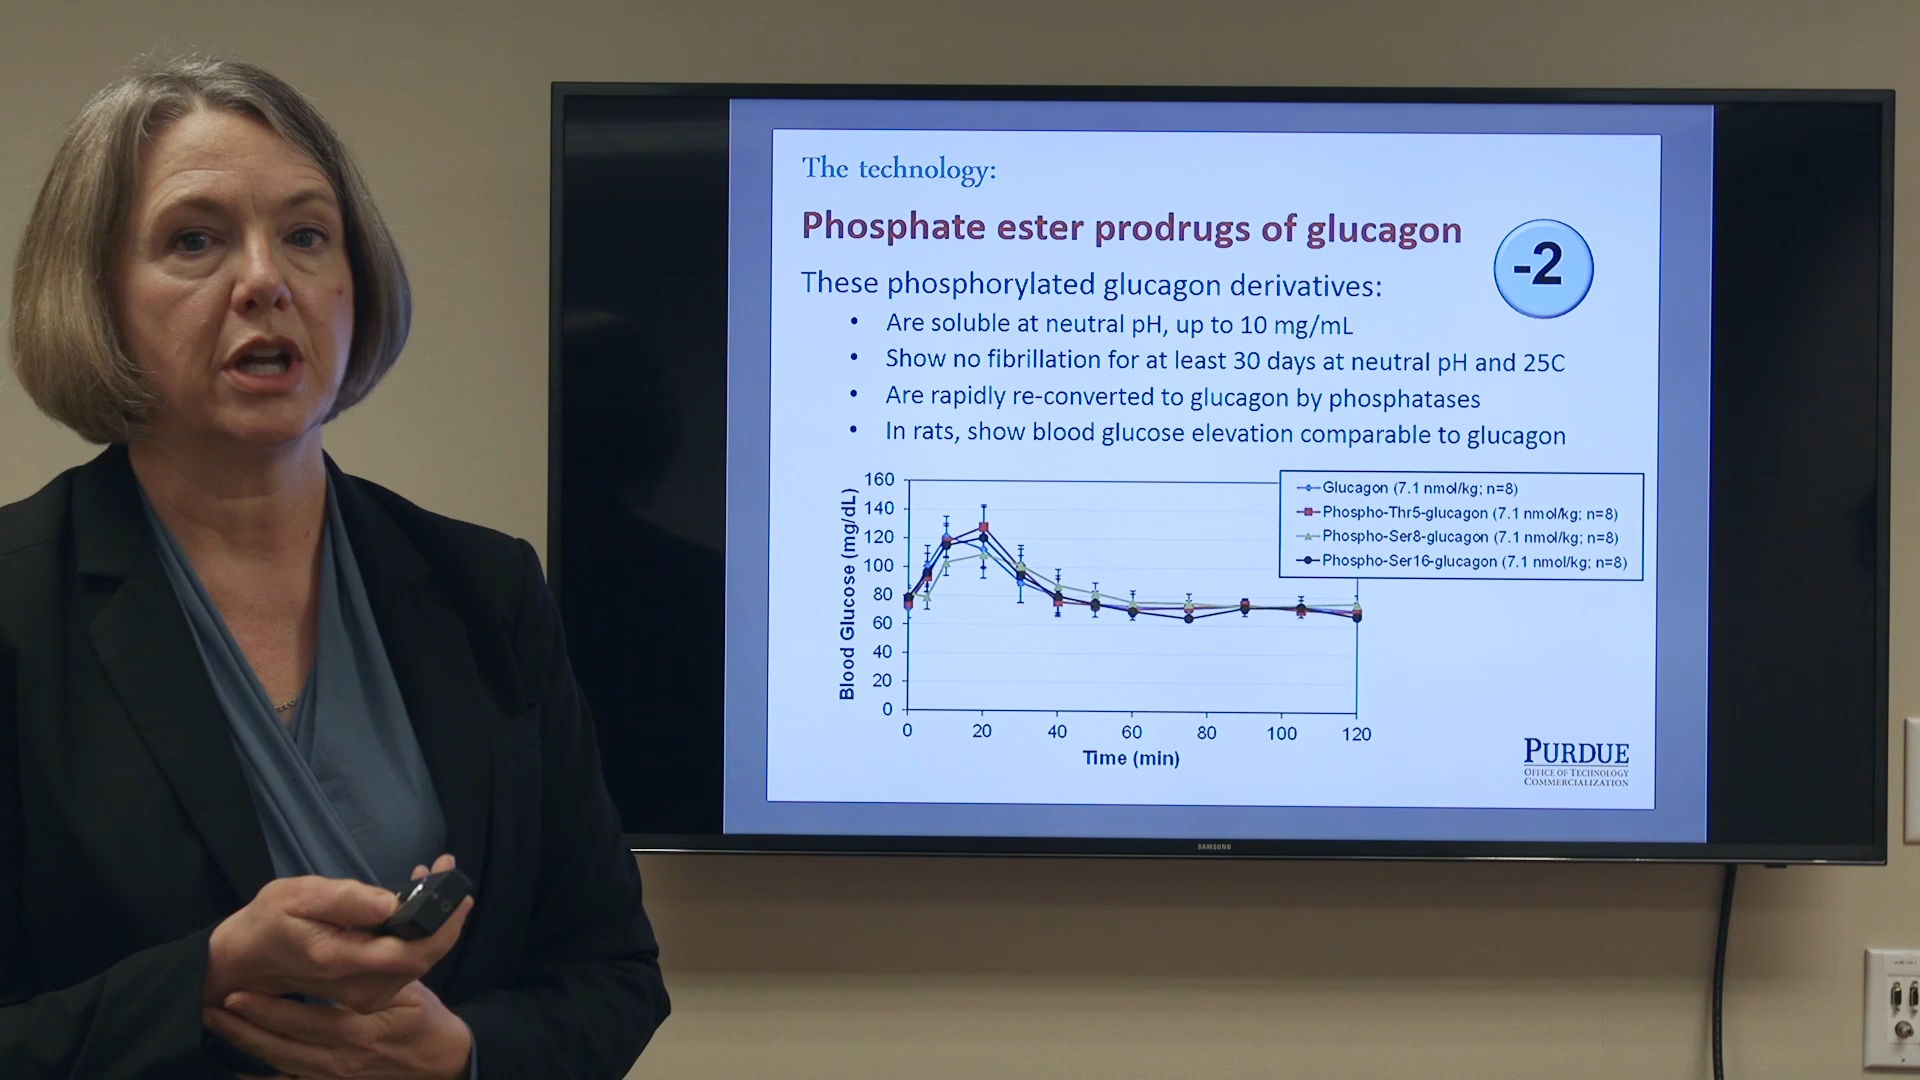 The technology:
Phosphate ester prodrugs of glucagon
-2
These phosphorylated glucagon derivatives:
• Are soluble at neutral pH, up to 10 mg/mL
• Show no fibrillation for at least 30 days at neutral pH and 25C
• Are rapidly re-converted to glucagon by phosphatases
• In rats, show blood glucose elevation comparable to glucagon
160
140
120
100
80
60
40
20
0
Blood Glucose (mg/dL)
Glucagon (7.1 nmol/kg; n=8)
Phospho-Thr5-glucagon (7.1 nmol/kg; n=8)
Phospho-Ser8-glucagon (7.1 nmol/kg; n=8)
Phospho-Ser16-glucagon (7.1 nmol/kg; n=8)
0 20 40 60 80 100 120
Time (min)
PURDUE
OFFICE OF TECHNOLOGY
COMMERCIALIZATION
SAMSUNG